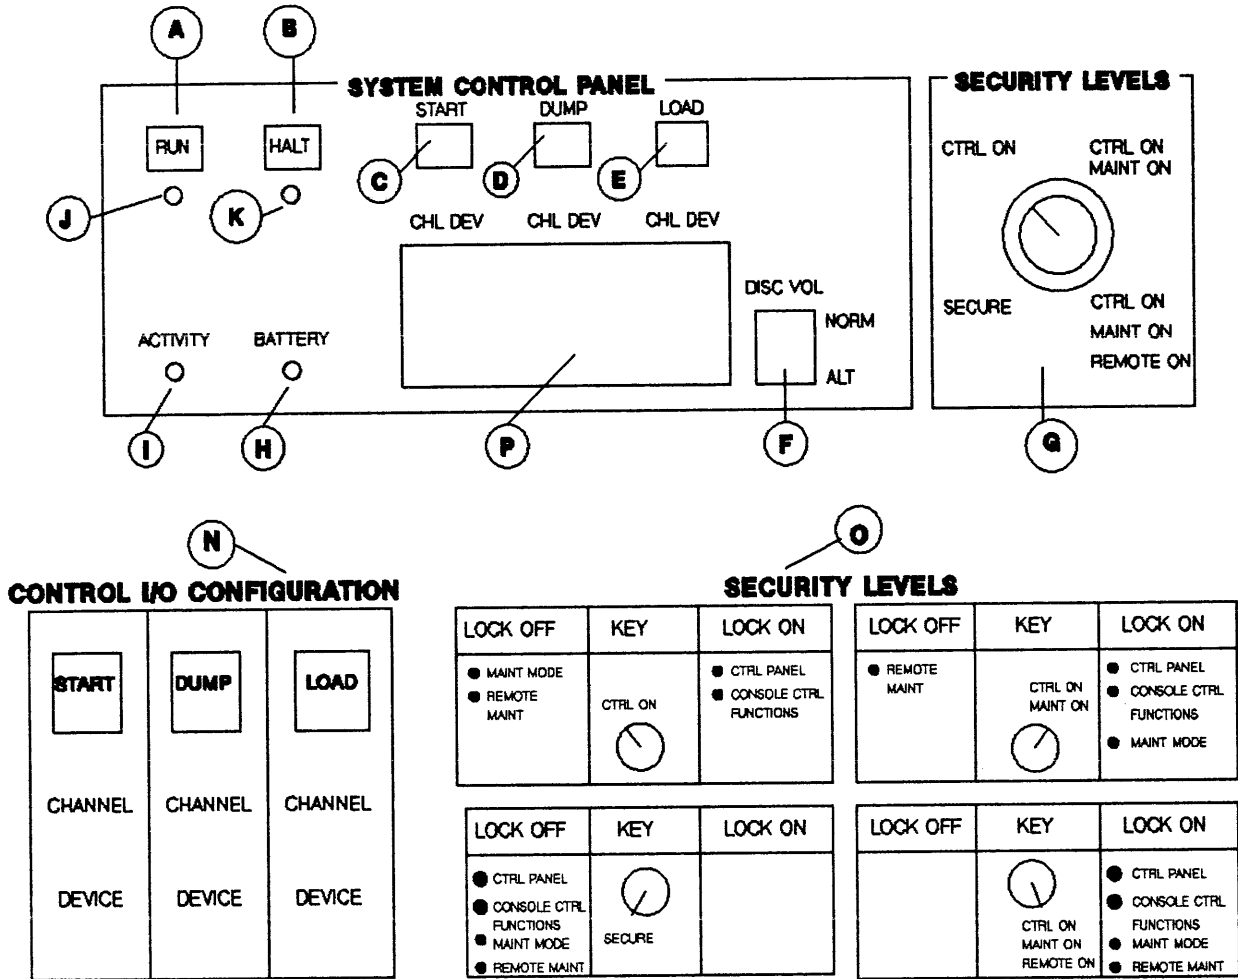 A
B
SYSTEM CONTROL PANEL
START
DUMP
LOAD
RUN
HALT
C
D
E
J
K
CHL DEV
CHL DEV
CHL DEV
DISC VOL
NORM
ALT
ACTIVITY
BATTERY
I
H
P
F
SECURITY LEVELS
CTRL ON
CTRL ON
MAINT ON
SECURE
CTRL ON
MAINT ON
REMOTE ON
G
N
CONTROL I/O CONFIGURATION
START
DUMP
LOAD
CHANNEL
CHANNEL
CHANNEL
DEVICE
DEVICE
DEVICE
O
SECURITY LEVELS
LOCK OFF
KEY
LOCK ON
MAINT MODE
REMOTE
MAINT
CTRL ON
CTRL PANEL
CONSOLE CTRL
FUNCTIONS
LOCK OFF
KEY
LOCK ON
REMOTE
MAINT
CTRL ON
MAINT ON
CTRL PANEL
CONSOLE CTRL
FUNCTIONS
MAINT MODE
LOCK OFF
KEY
LOCK ON
CTRL PANEL
CONSOLE CTRL
FUNCTIONS
MAINT MODE
REMOTE MAINT
SECURE
LOCK OFF
KEY
LOCK ON
CTRL ON
MAINT ON
REMOTE ON
CTRL PANEL
CONSOLE CTRL
FUNCTIONS
MAINT MODE
REMOTE MAINT